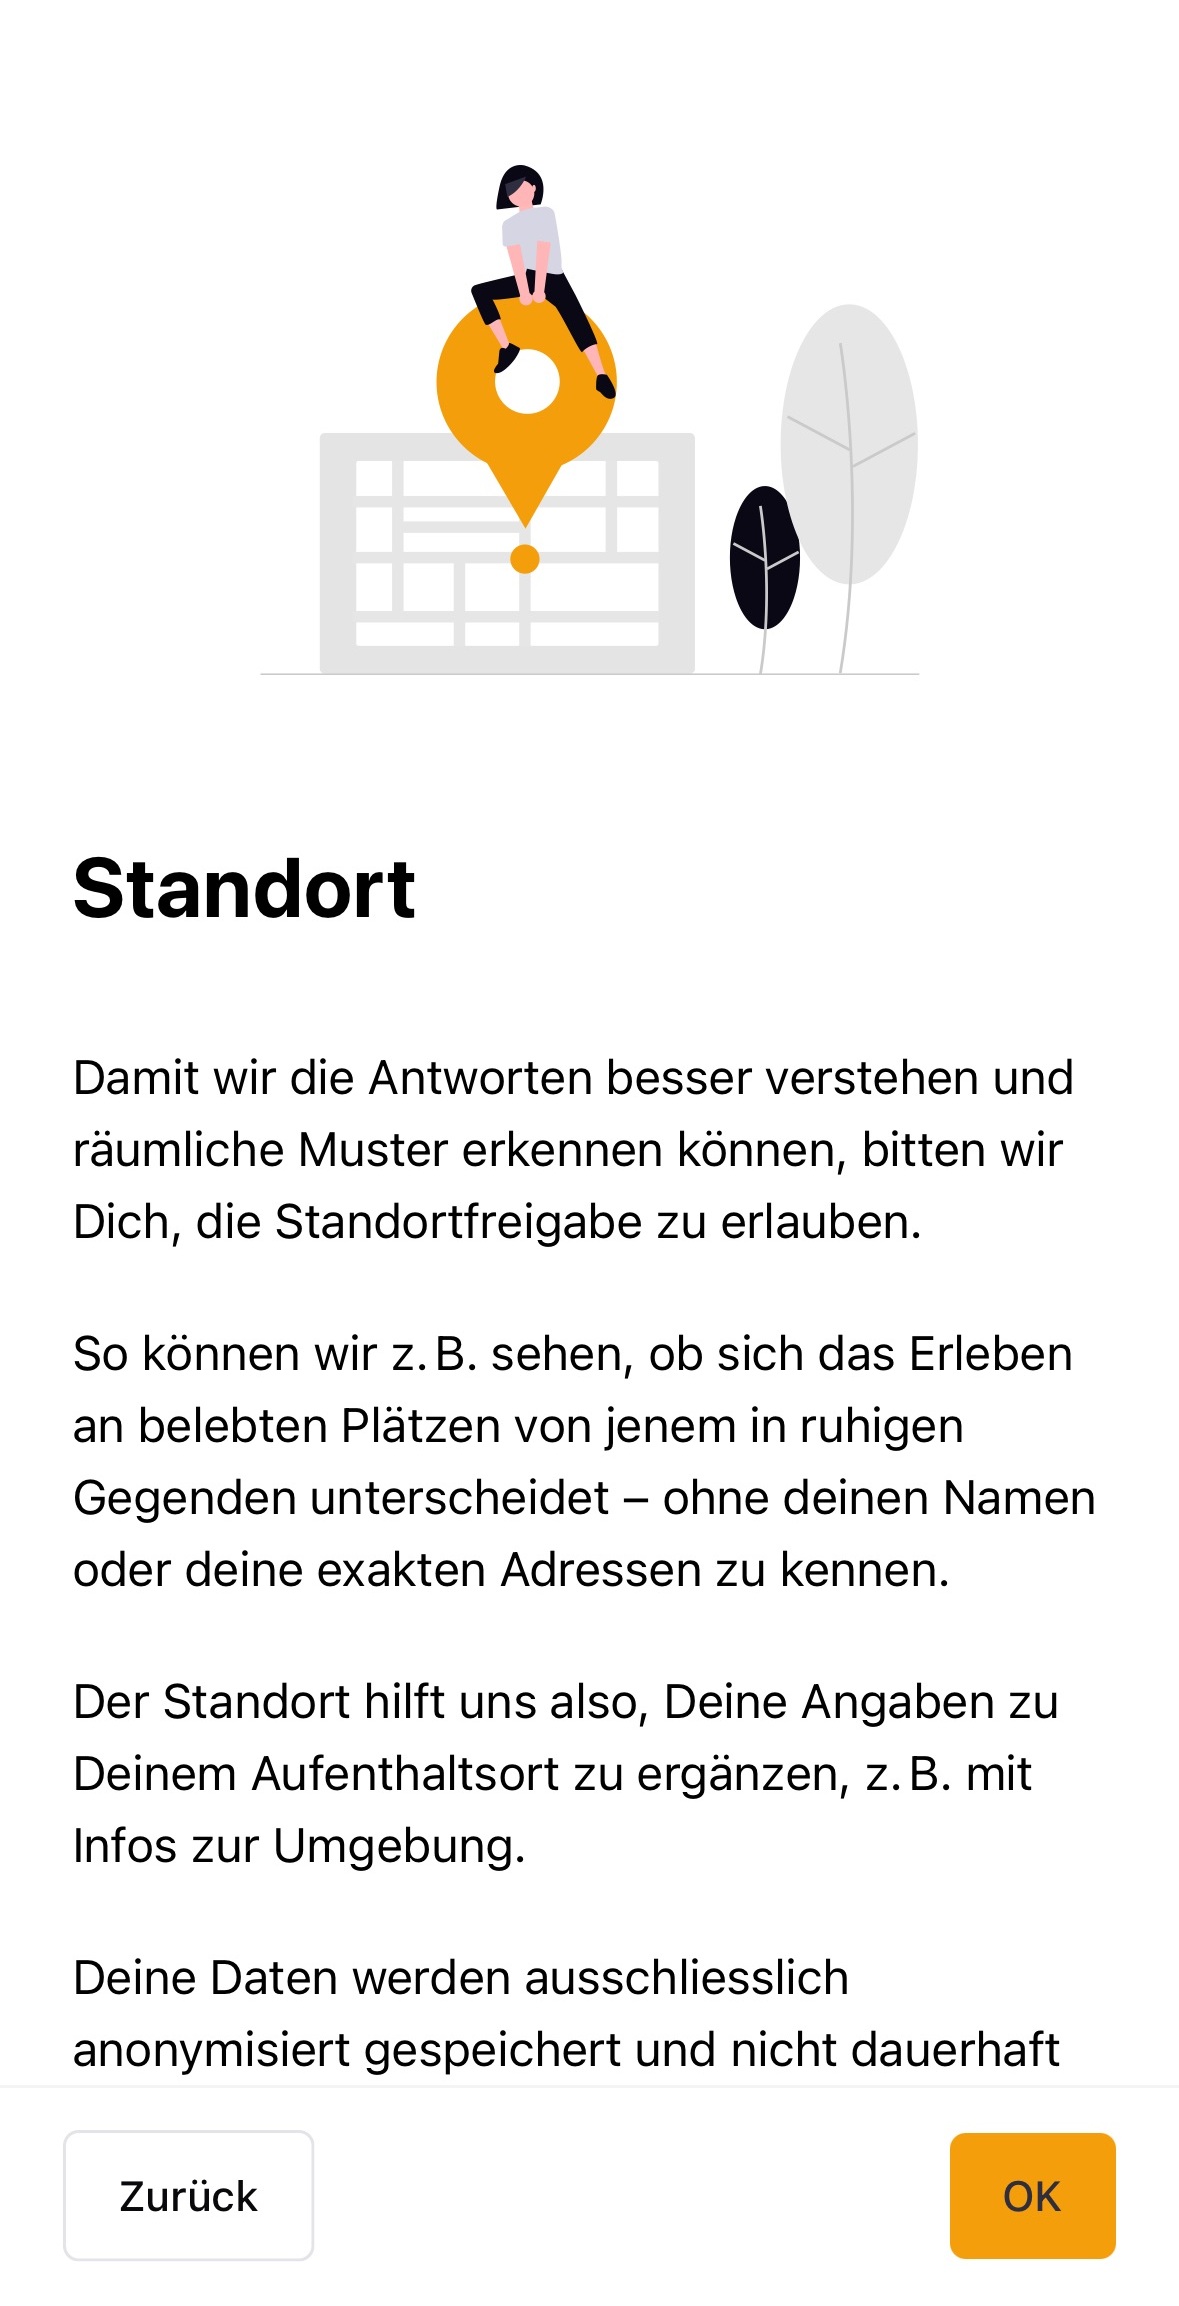 Standort
Damit wir die Antworten besser verstehen und
räumliche Muster erkennen können, bitten wir
Dich, die Standortfreigabe zu erlauben.
So können wir z. B. sehen, ob sich das Erleben
an belebten Plätzen von jenem in ruhigen
Gegenden unterscheidet – ohne deinen Namen
oder deine exakten Adressen zu kennen.
Der Standort hilft uns also, Deine Angaben zu
Deinem Aufenthaltsort zu ergänzen, z. B. mit
Infos zur Umgebung.
Deine Daten werden ausschliesslich
anonymisiert gespeichert und nicht dauerhaft
Zurück
OK